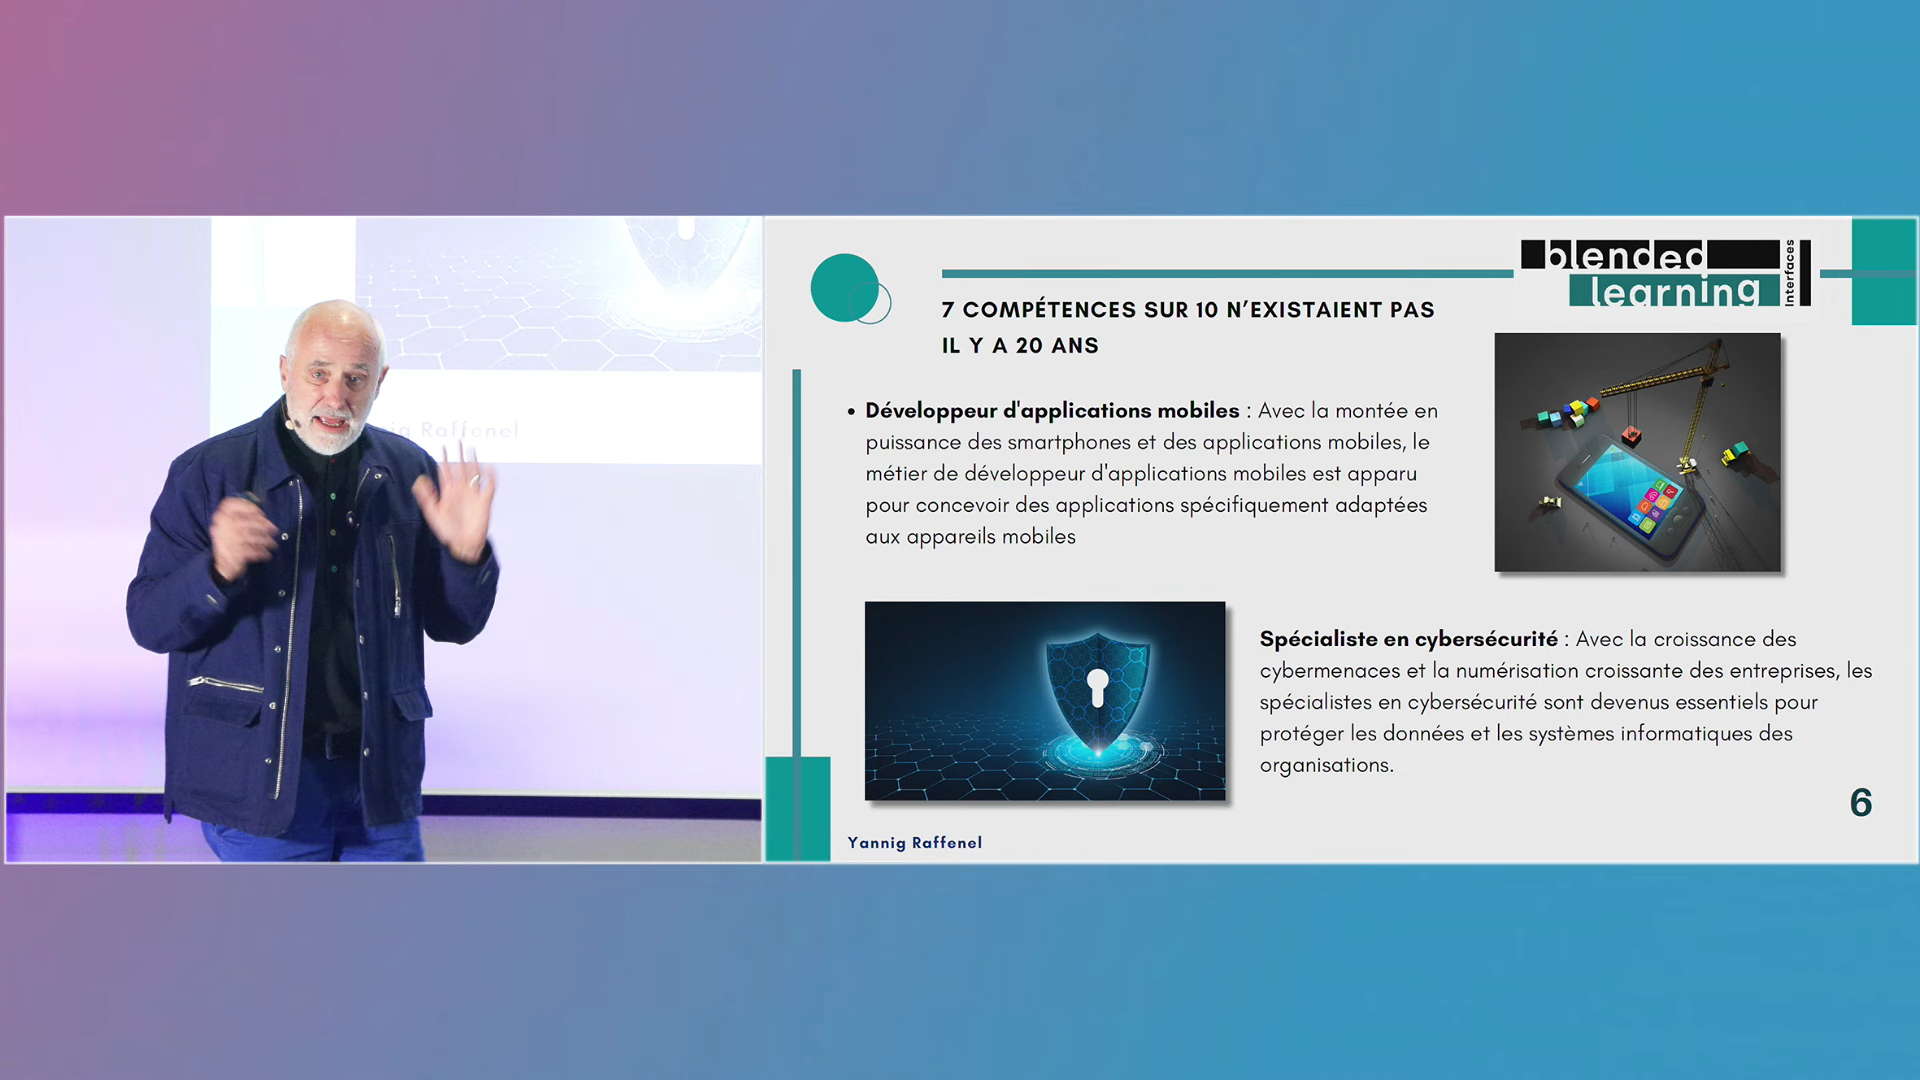 blended
learning
Interfaces
7 COMPÉTENCES SUR 10 N’EXISTAIENT PAS
IL Y A 20 ANS
• Développeur d'applications mobiles : Avec la montée en
puissance des smartphones et des applications mobiles, le
métier de développeur d'applications mobiles est apparu
pour concevoir des applications spécifiquement adaptées
aux appareils mobiles
Spécialiste en cybersécurité : Avec la croissance des
cybermenaces et la numérisation croissante des entreprises, les
spécialistes en cybersécurité sont devenus essentiels pour
protéger les données et les systèmes informatiques des
organisations.
6
Yannig Raffenel
Raffenel